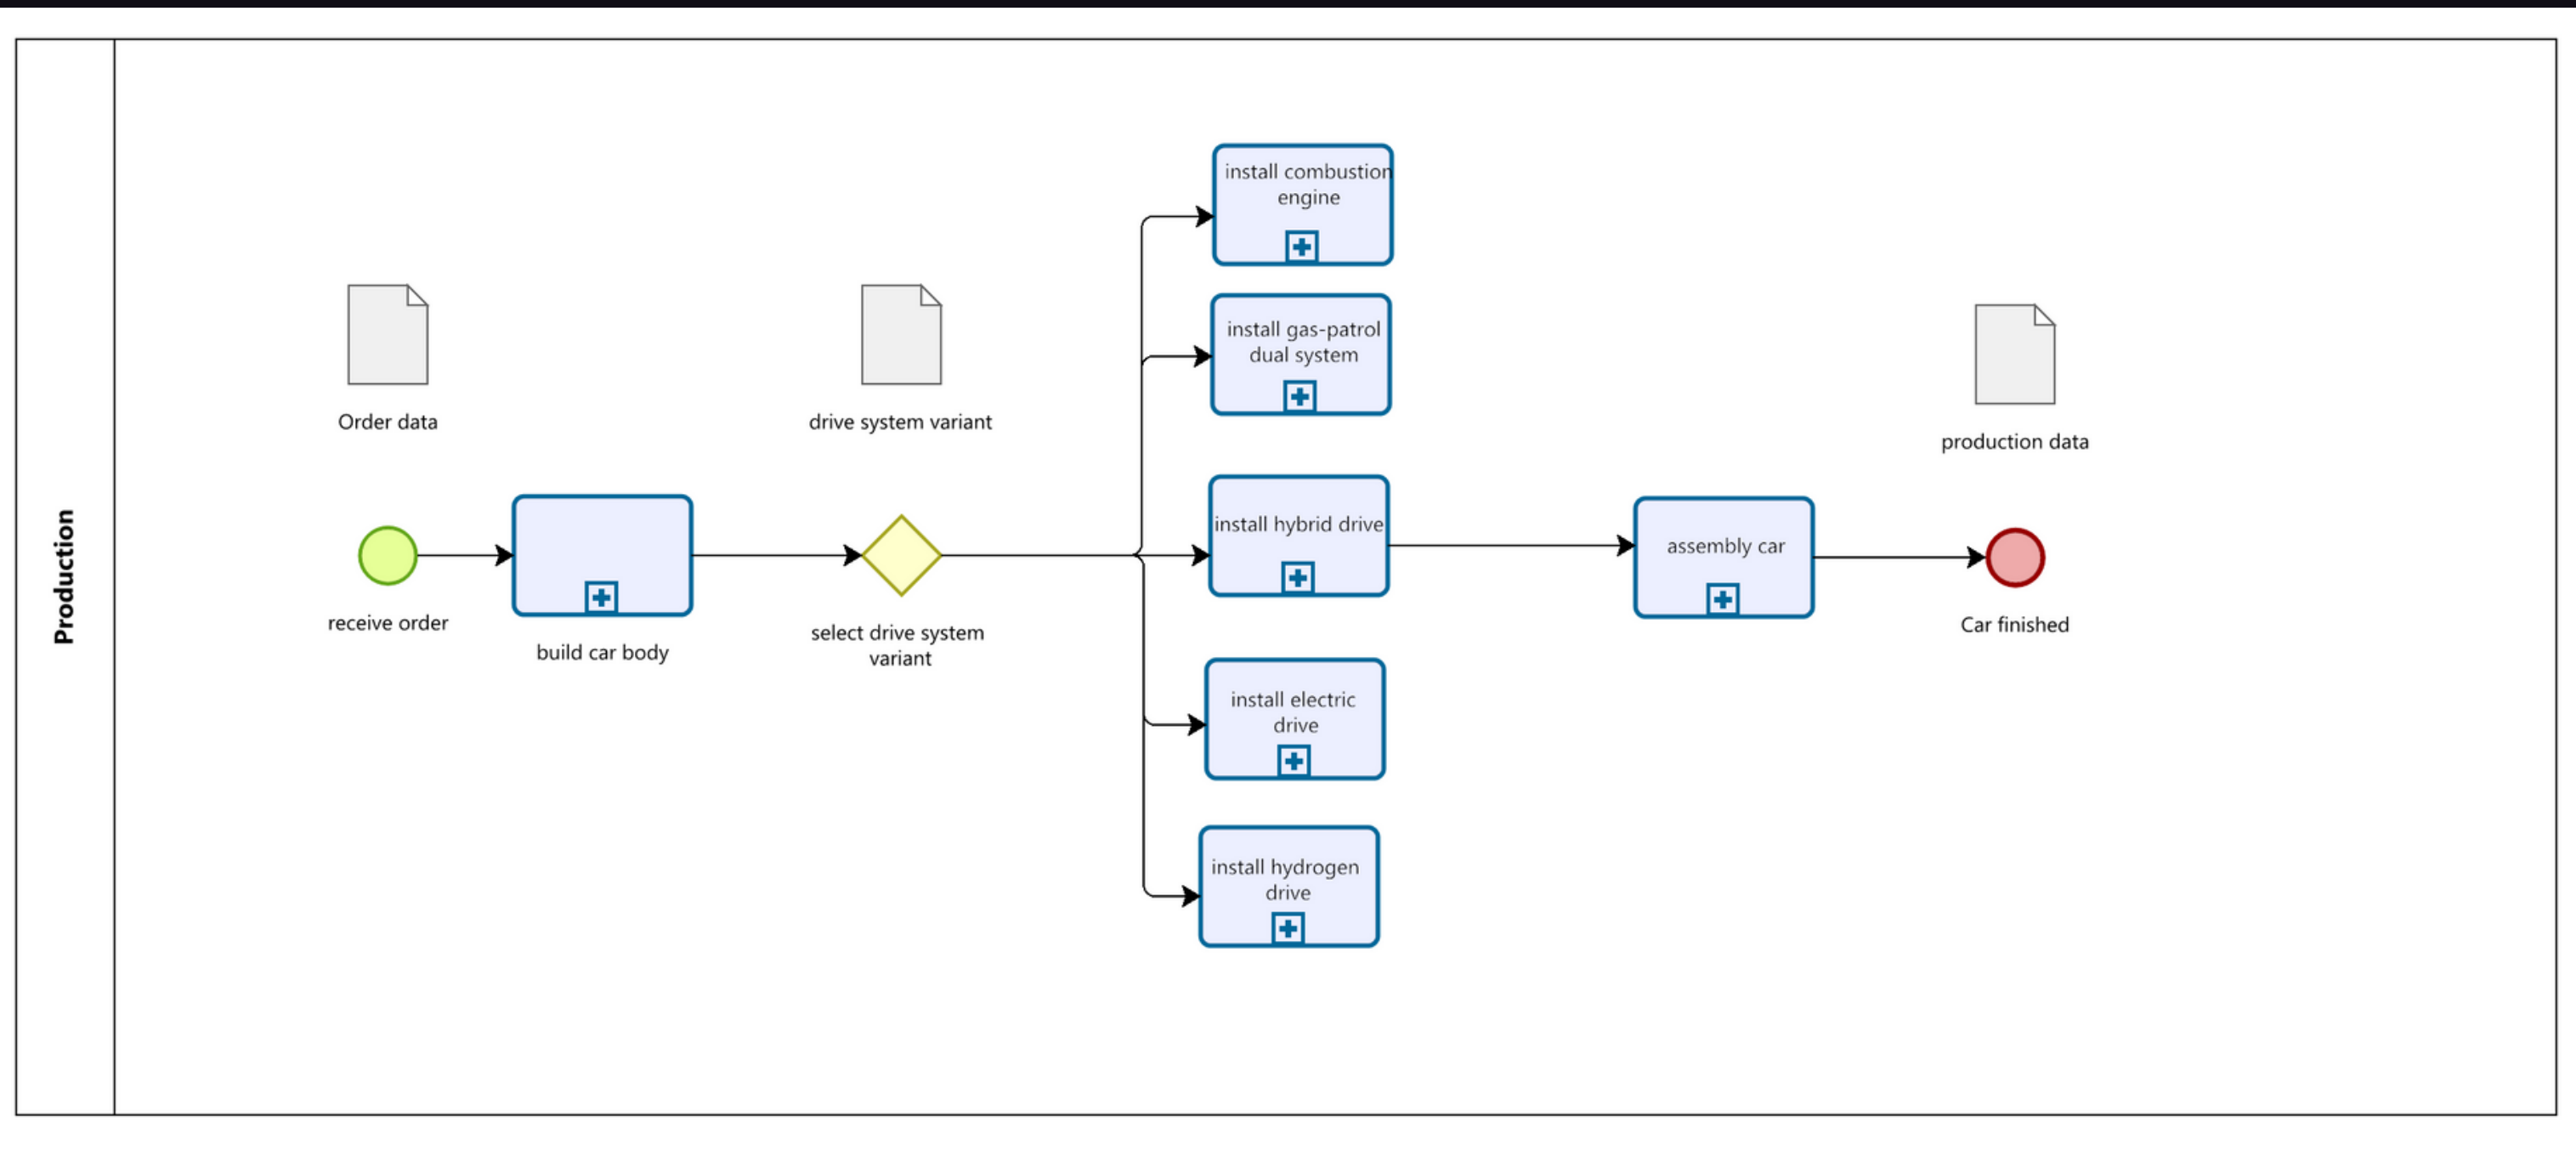 Production
Order data
receive order
build car body
drive system variant
select drive system
variant
install combustion
engine
install gas-patrol
dual system
install hybrid drive
install electric
drive
install hydrogen
drive
assembly car
production data
Car finished